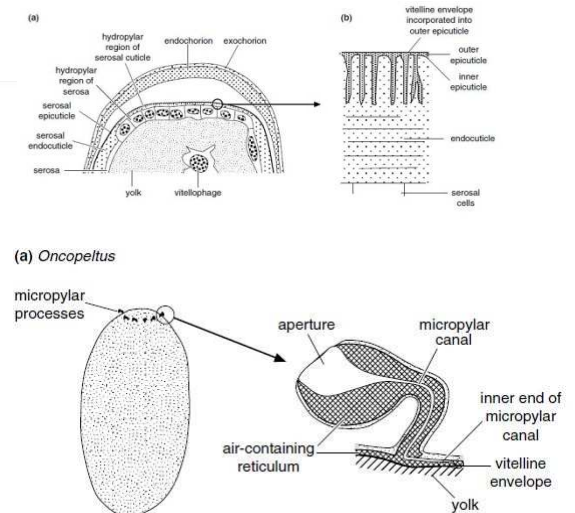 (a)
hydropylar
region of
serosal cuticle
endochorion
exochorion
hydropylar
region of
serosa
serosal
epicuticle
serosal
endocuticle
serosa
yolk
vitellophage
(b)
vitelline envelope
incorporated into
outer epicuticle
outer
epicuticle
inner
epicuticle
endocuticle
serosal
cells
(a) Oncopeltus
micropylar
processes
aperture
micropylar
canal
inner end of
micropylar
canal
air-containing
reticulum
vitelline
envelope
yolk